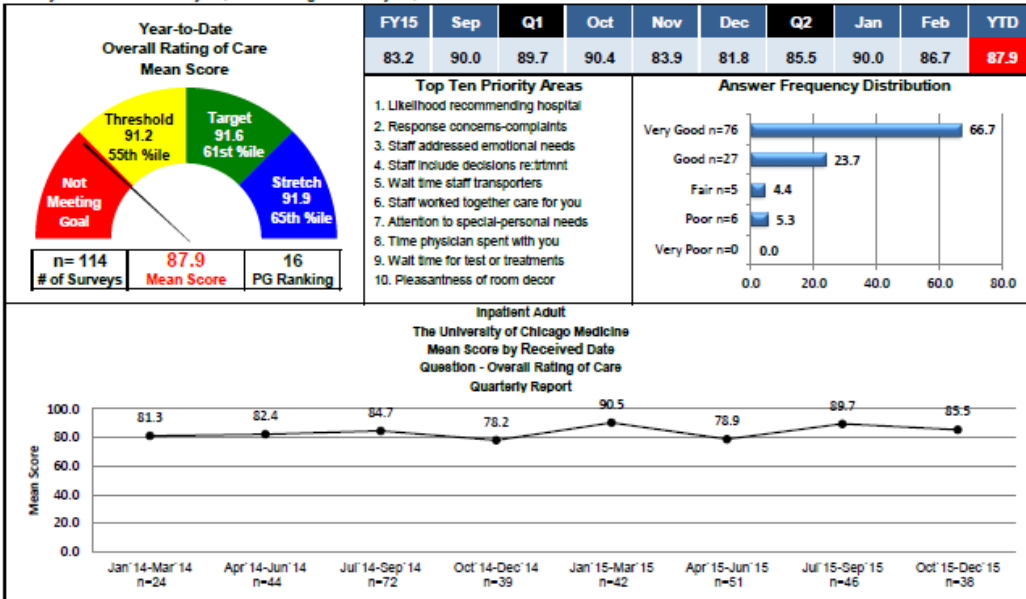 Year-to-Date
Overall Rating of Care
Mean Score
Threshold
91.2
55th %ile
Target
91.6
61st %ile
Not
Meeting
Goal
Stretch
91.9
65th %ile
n= 114
# of Surveys
87.9
Mean Score
16
PG Ranking
FY15 Sep Q1 Oct Nov Dec Q2 Jan Feb YTD
83.2 90.0 89.7 90.4 83.9 81.8 85.5 90.0 86.7 87.9
Top Ten Priority Areas
1. Likelihood recommending hospital
2. Response concerns-complaints
3. Staff addressed emotional needs
4. Staff include decisions re:trtmnt
5. Wait time staff transporters
6. Staff worked together care for you
7. Attention to special-personal needs
8. Time physician spent with you
9. Wait time for test or treatments
10. Pleasantness of room decor
Answer Frequency Distribution
Very Good n=76 66.7
Good n=27 23.7
Fair n=5 4.4
Poor n=6 5.3
Very Poor n=0 0.0
0.0 20.0 40.0 60.0 80.0
Inpatient Adult
The University of Chicago Medicine
Mean Score by Received Date
Question - Overall Rating of Care
Quarterly Report
Mean Score
100.0
80.0
60.0
40.0
20.0
0.0
81.3 82.4 84.7 78.2 90.5 78.9 89.7 85.5
Jan'14-Mar'14 Apr'14-Jun'14 Jul'14-Sep'14 Oct'14-Dec'14 Jan'15-Mar'15 Apr'15-Jun'15 Jul'15-Sep'15 Oct'15-Dec'15
n=24 n=44 n=72 n=39 n=42 n=51 n=46 n=38